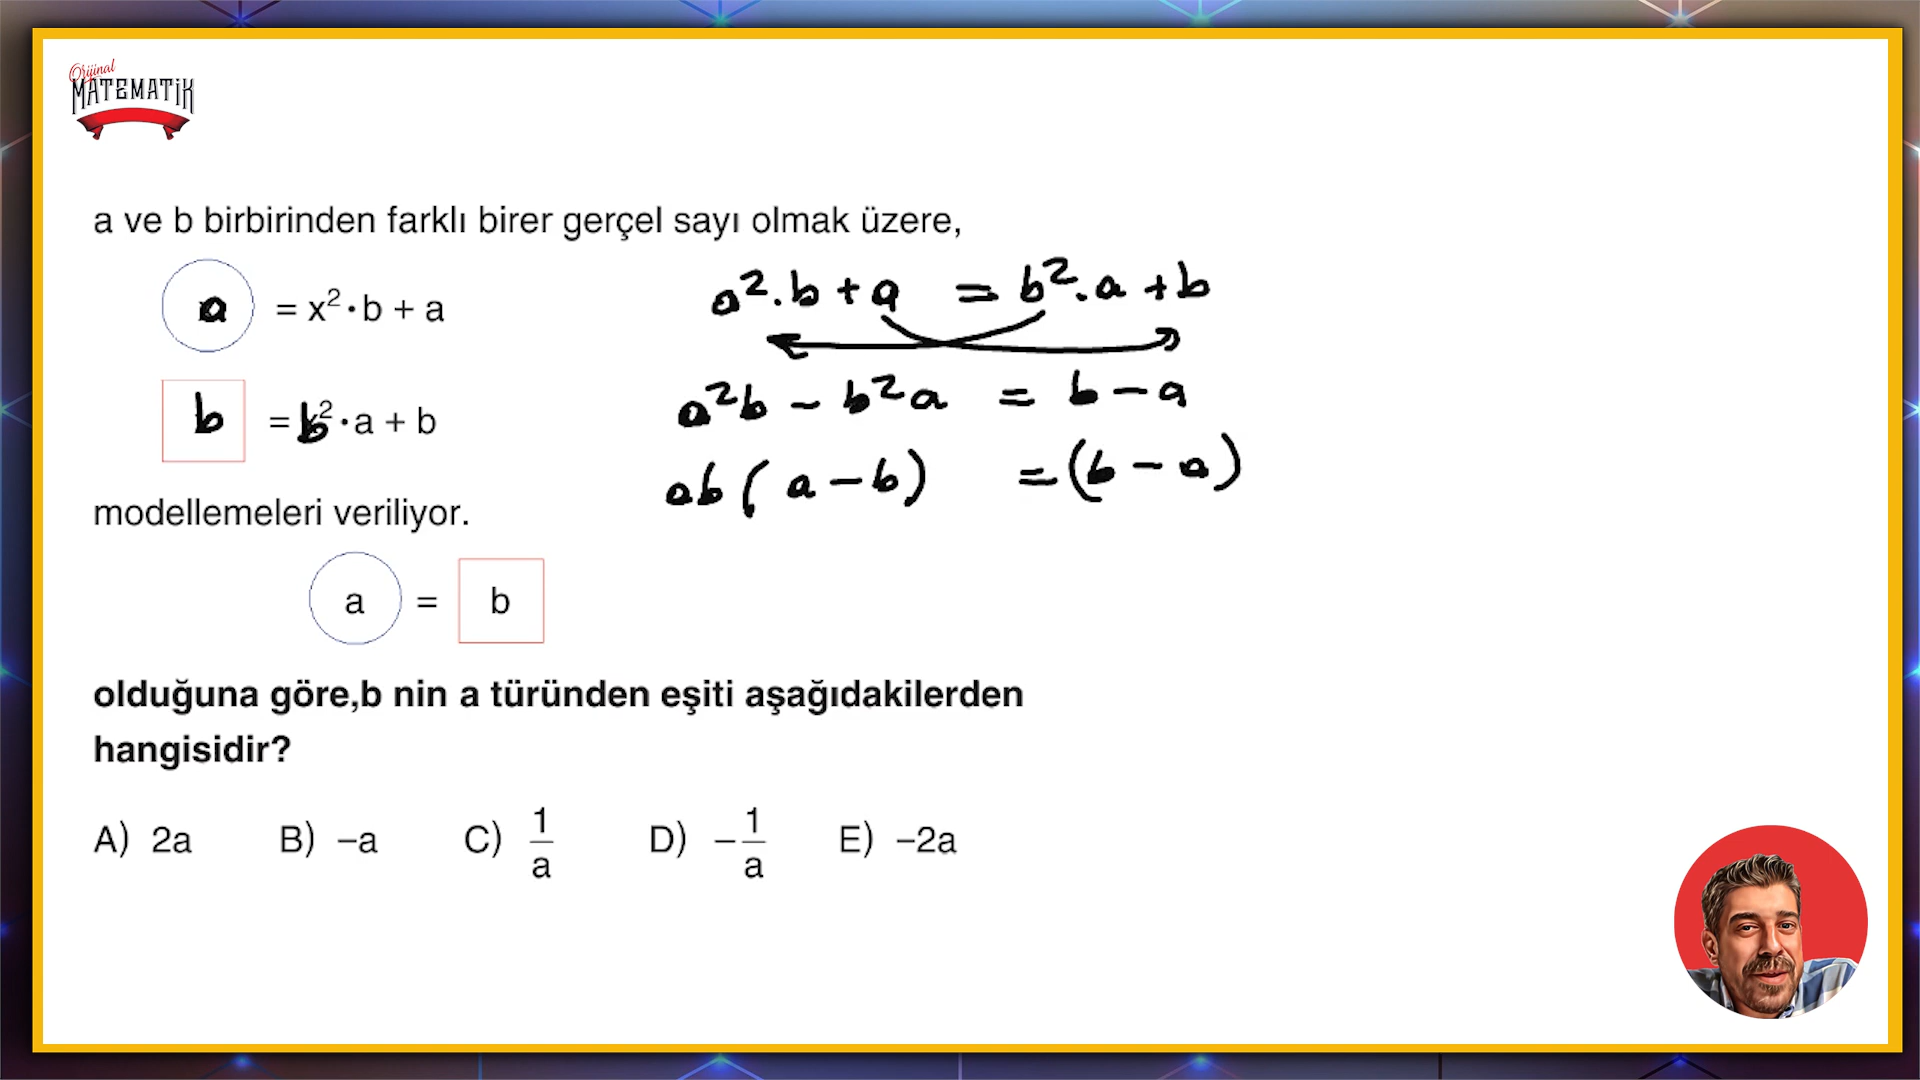 Orijinal
MATEMATİK
a ve b birbirinden farklı birer gerçel sayı olmak üzere,
a = x²·b + a
b = b²·a + b
modellemeleri veriliyor.
a = b
olduğuna göre,b nin a türünden eşiti aşağıdakilerden
hangisidir?
A) 2a B) –a C) 1/a D) –1/a E) –2a
a².b + a = b².a + b
a²b – b²a = b – a
ab(a – b) = (b – a)